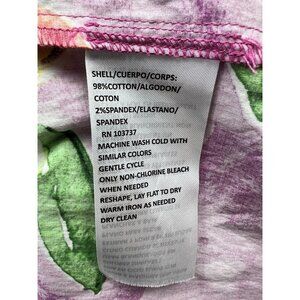 SHELL/CUERPO/CORPS:
98%COTTON/ALGODON/
COTON
2%SPANDEX/ELASTANO/
SPANDEX
RN 103737
MACHINE WASH COLD WITH
SIMILAR COLORS
GENTLE CYCLE
ONLY NON-CHLORINE BLEACH
WHEN NEEDED
RESHAPE, LAY FLAT TO DRY
WARM IRON AS NEEDED
DRY CLEAN